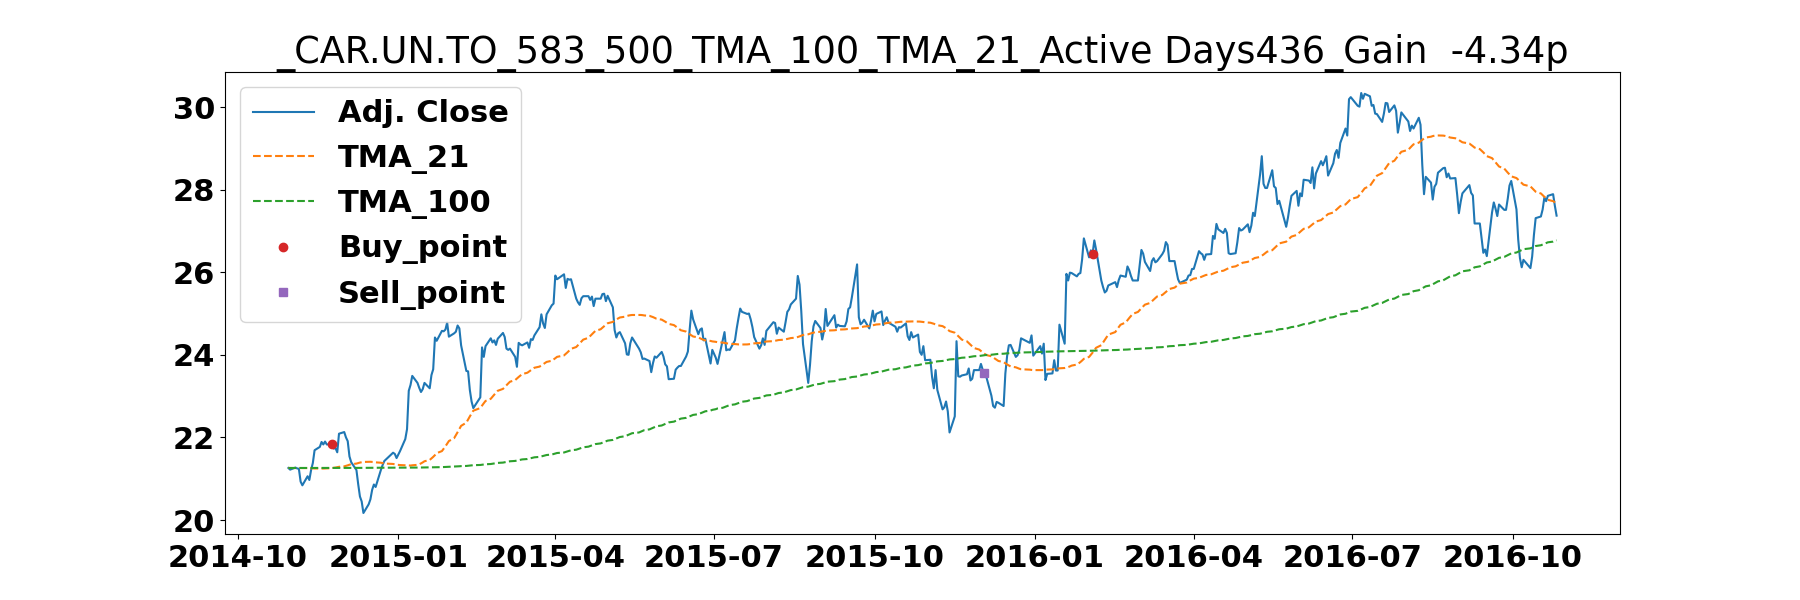 _CAR.UN.TO_583_500_TMA_100_TMA_21_Active Days436_Gain  -4.34p
Adj. Close
TMA_21
TMA_100
Buy_point
Sell_point
30
28
26
24
22
20
2014-10 2015-01 2015-04 2015-07 2015-10 2016-01 2016-04 2016-07 2016-10